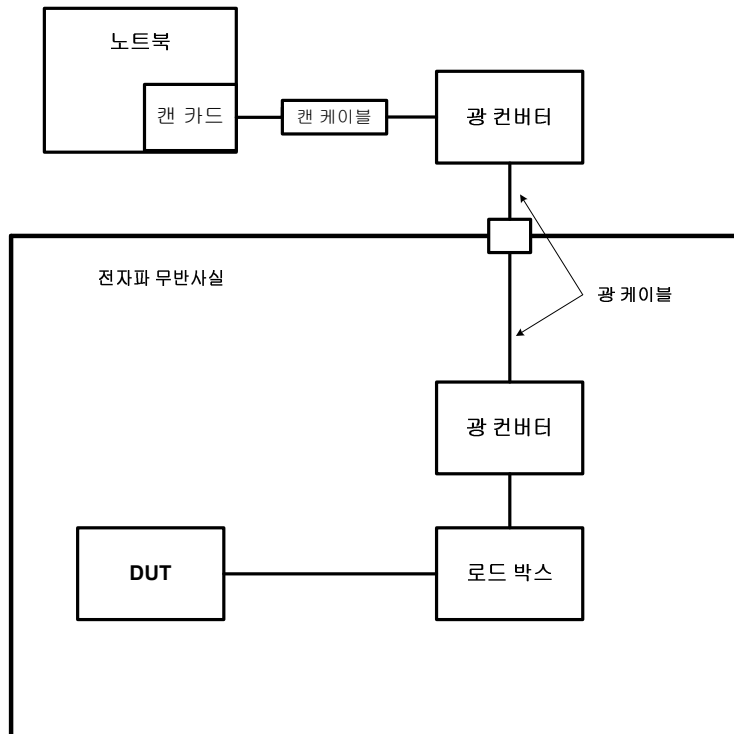 노트북
캔 카드
캔 케이블
광 컨버터
전자파 무반사실
광 케이블
광 컨버터
DUT
로드 박스